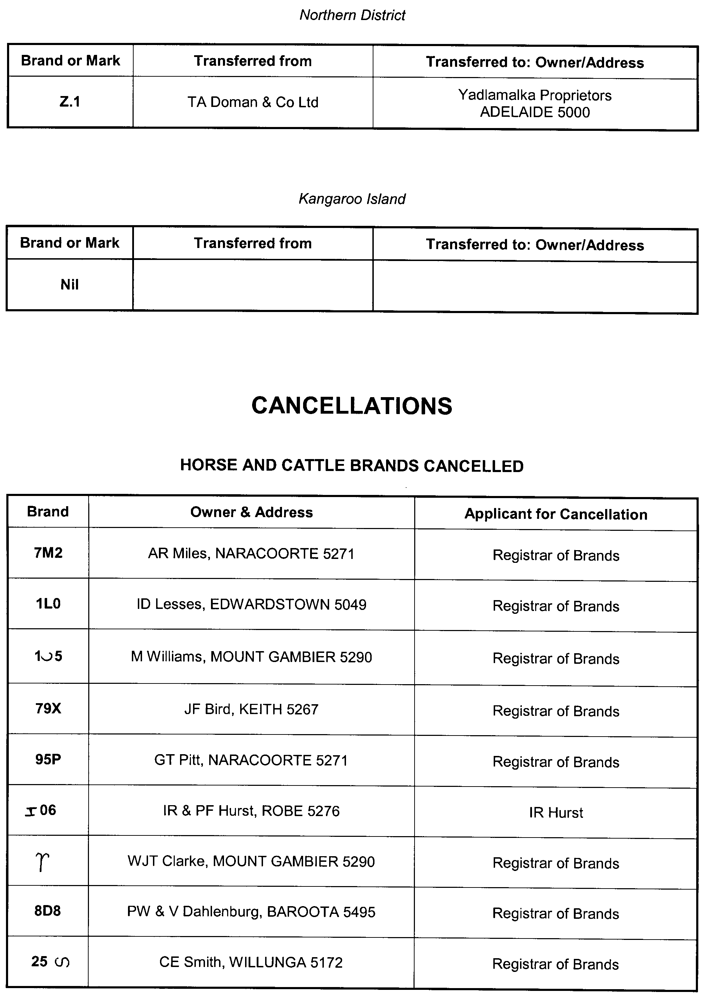 Northern District
Brand or Mark Transferred from Transferred to: Owner/Address
Z.1 TA Doman & Co Ltd Yadlamalka Proprietors
ADELAIDE 5000
Kangaroo Island
Brand or Mark Transferred from Transferred to: Owner/Address
Nil
CANCELLATIONS
HORSE AND CATTLE BRANDS CANCELLED
Brand Owner & Address Applicant for Cancellation
7M2 AR Miles, NARACOORTE 5271 Registrar of Brands
1L0 ID Lesses, EDWARDSTOWN 5049 Registrar of Brands
1 5 M Williams, MOUNT GAMBIER 5290 Registrar of Brands
79X JF Bird, KEITH 5267 Registrar of Brands
95P GT Pitt, NARACOORTE 5271 Registrar of Brands
06 IR & PF Hurst, ROBE 5276 IR Hurst
WJT Clarke, MOUNT GAMBIER 5290 Registrar of Brands
8D8 PW & V Dahlenburg, BAROOTA 5495 Registrar of Brands
25 CE Smith, WILLUNGA 5172 Registrar of Brands